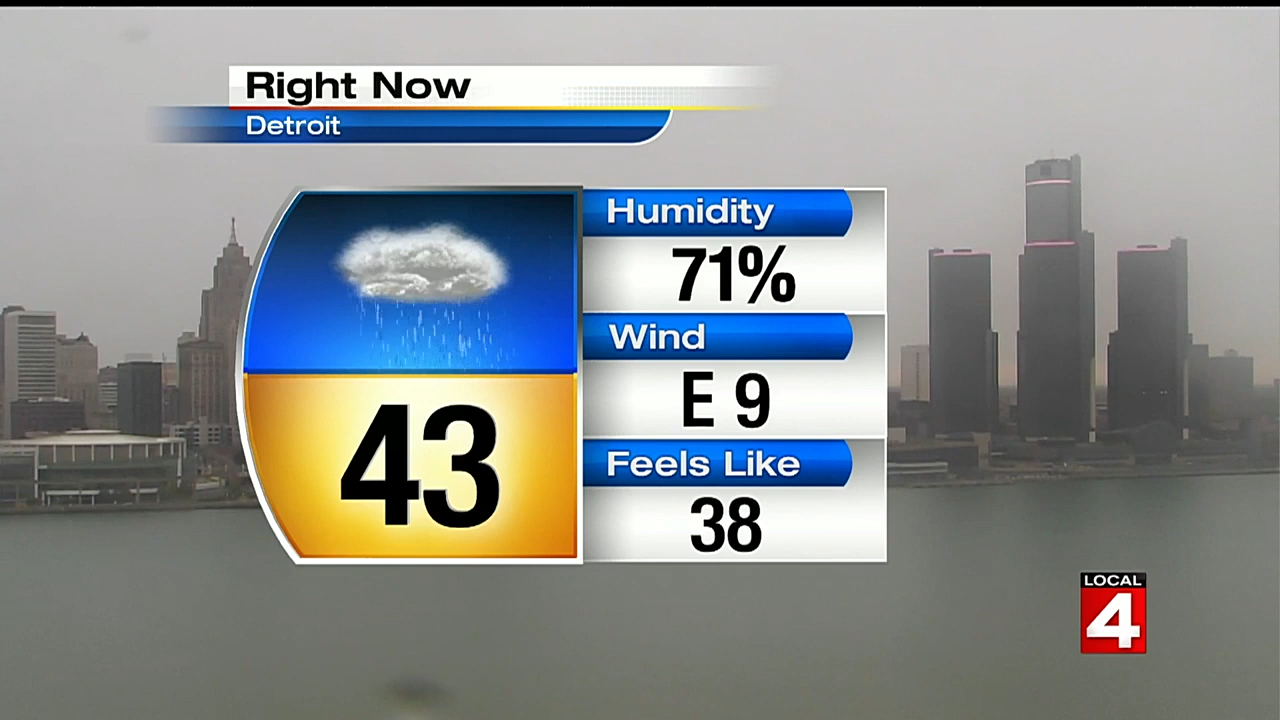 Right Now
Detroit
43
Humidity
71%
Wind
E 9
Feels Like
38
LOCAL
4